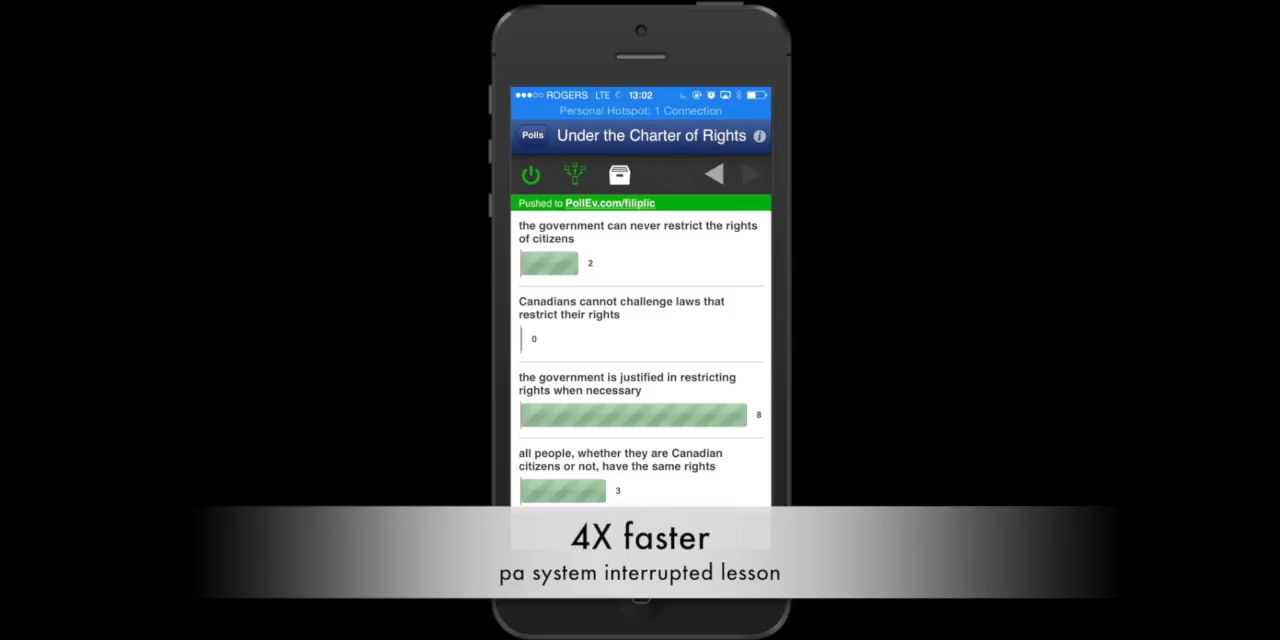 ROGERS LTE 13:02
Personal Hotspot: 1 Connection
Polls Under the Charter of Rights
Pushed to PollEv.com/filiplic
the government can never restrict the rights
of citizens
2
Canadians cannot challenge laws that
restrict their rights
0
the government is justified in restricting
rights when necessary
8
all people, whether they are Canadian
citizens or not, have the same rights
3
4X faster
pa system interrupted lesson